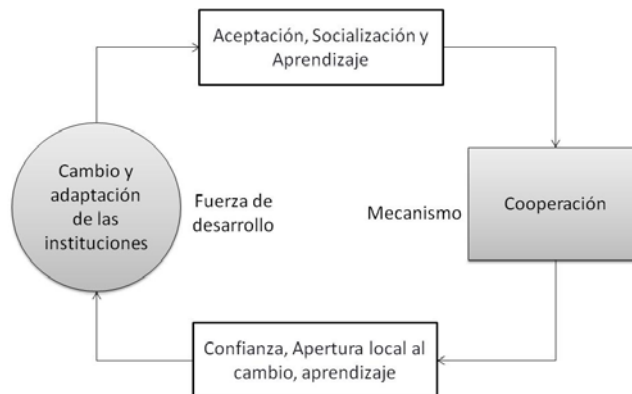 Aceptación, Socialización y
Aprendizaje
Cambio y
adaptación
de las
instituciones
Fuerza de
desarrollo
Mecanismo
Cooperación
Confianza, Apertura local al
cambio, aprendizaje